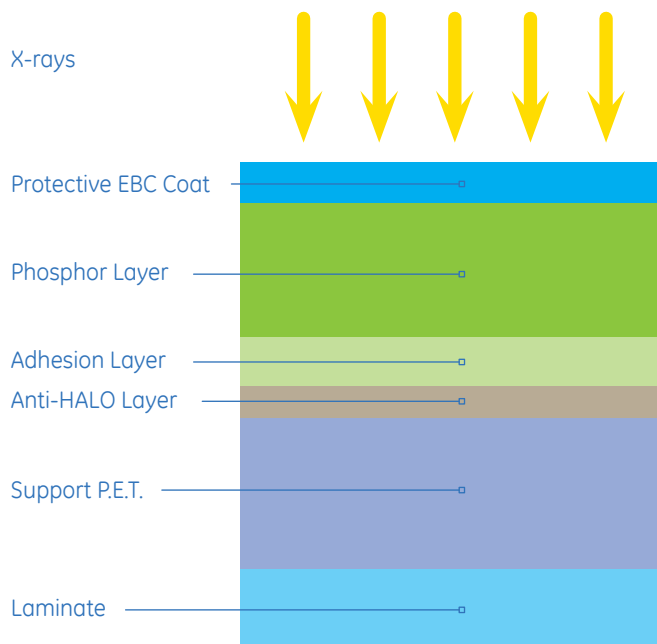 X-rays
Protective EBC Coat
Phosphor Layer
Adhesion Layer
Anti-HALO Layer
Support P.E.T.
Laminate